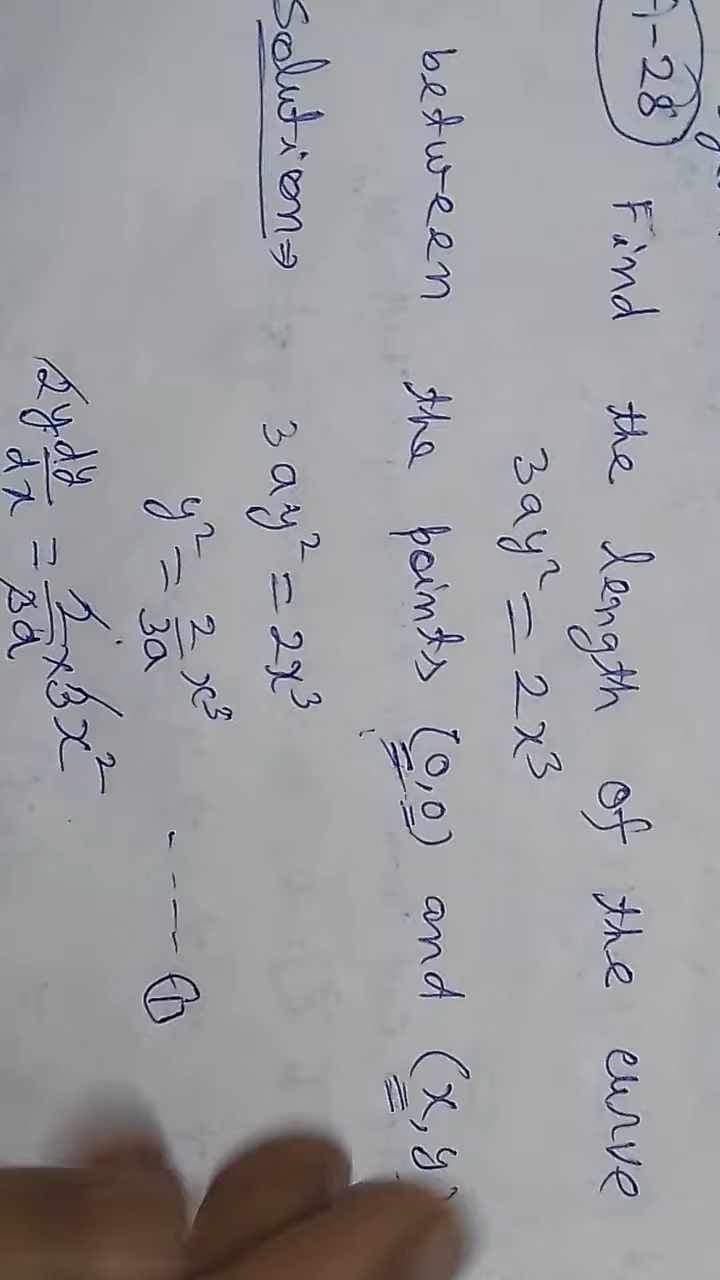 -28 Find the length of the curve
3ay² = 2x³
between the points (0,0) and (x, y
Solution ⇒ 3ay² = 2x³
y² = 2/3a x³ ---- ①
2y dy/dx = 2/3a × 3x²